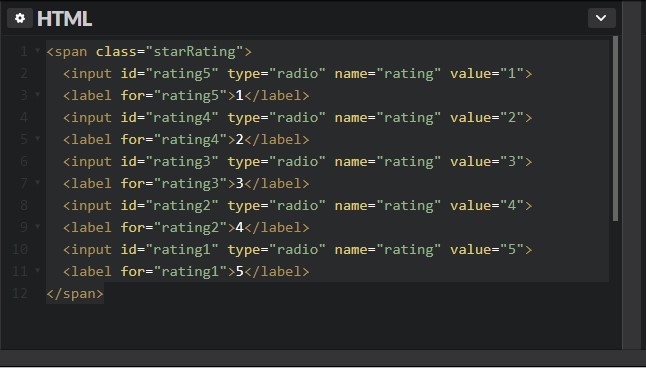 HTML
1 <span class="starRating">
2 <input id="rating5" type="radio" name="rating" value="1">
3 <label for="rating5">1</label>
4 <input id="rating4" type="radio" name="rating" value="2">
5 <label for="rating4">2</label>
6 <input id="rating3" type="radio" name="rating" value="3">
7 <label for="rating3">3</label>
8 <input id="rating2" type="radio" name="rating" value="4">
9 <label for="rating2">4</label>
10 <input id="rating1" type="radio" name="rating" value="5">
11 <label for="rating1">5</label>
12 </span>